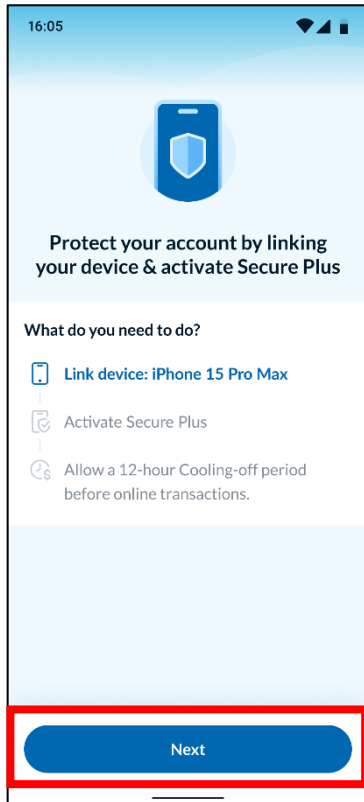 16:05
Protect your account by linking
your device & activate Secure Plus
What do you need to do?
Link device: iPhone 15 Pro Max
Activate Secure Plus
Allow a 12-hour Cooling-off period
before online transactions.
Next